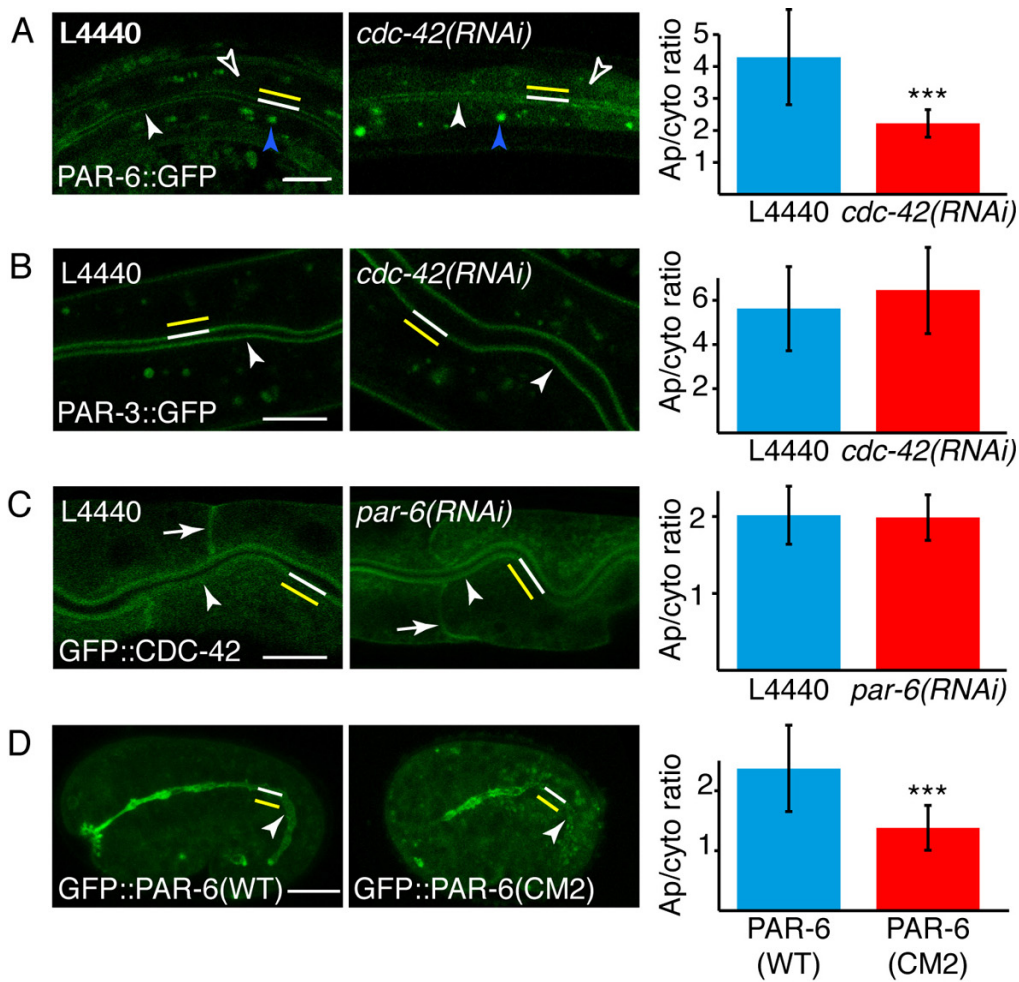 A
L4440
PAR-6::GFP
cdc-42(RNAi)
Ap/cyto ratio
5
4
3
2
1
***
L4440 cdc-42(RNAi)
B
L4440
PAR-3::GFP
cdc-42(RNAi)
Ap/cyto ratio
6
4
2
L4440 cdc-42(RNAi)
C
L4440
GFP::CDC-42
par-6(RNAi)
Ap/cyto ratio
2
1
L4440 par-6(RNAi)
D
GFP::PAR-6(WT)
GFP::PAR-6(CM2)
Ap/cyto ratio
2
1
***
PAR-6 PAR-6
(WT) (CM2)